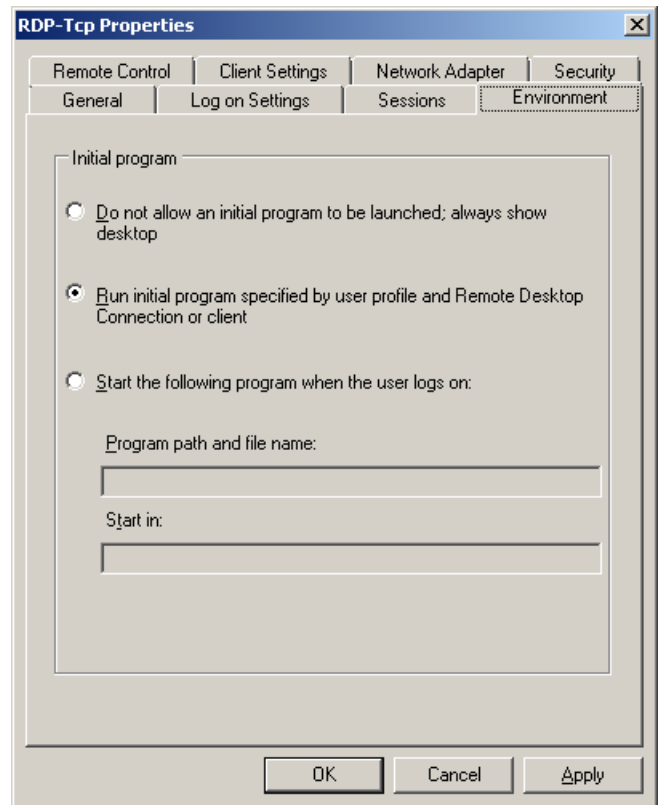 RDP-Tcp Properties
Remote Control Client Settings Network Adapter Security
General Log on Settings Sessions Environment
Initial program
Do not allow an initial program to be launched; always show
desktop
Run initial program specified by user profile and Remote Desktop
Connection or client
Start the following program when the user logs on:
Program path and file name:
Start in:
OK Cancel Apply